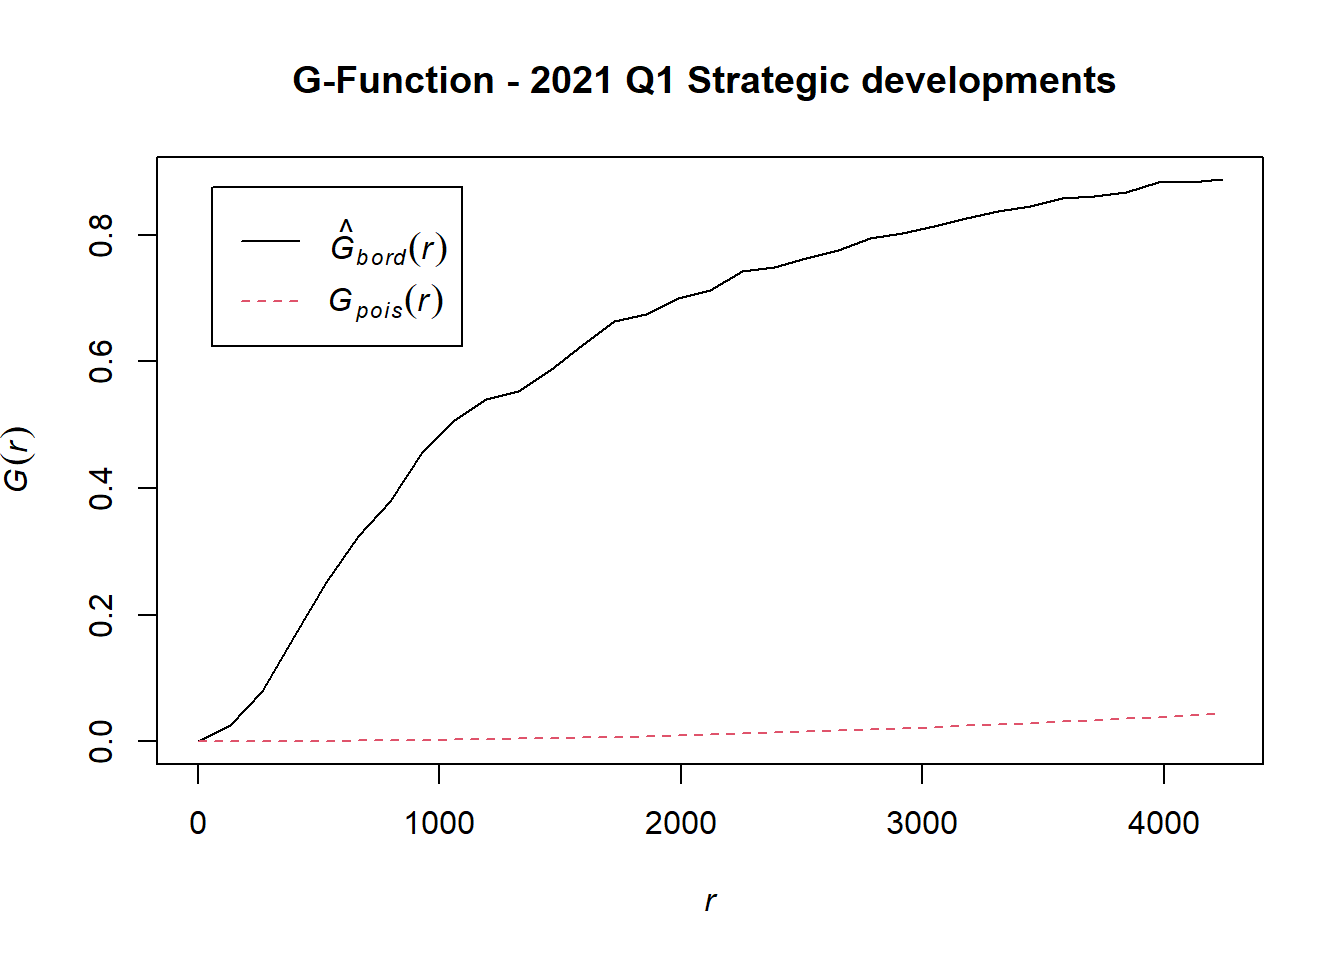 G-Function - 2021 Q1 Strategic developments
Ĝbord(r)
Gpois(r)
G(r)
0.8
0.6
0.4
0.2
0.0
0 1000 2000 3000 4000
r